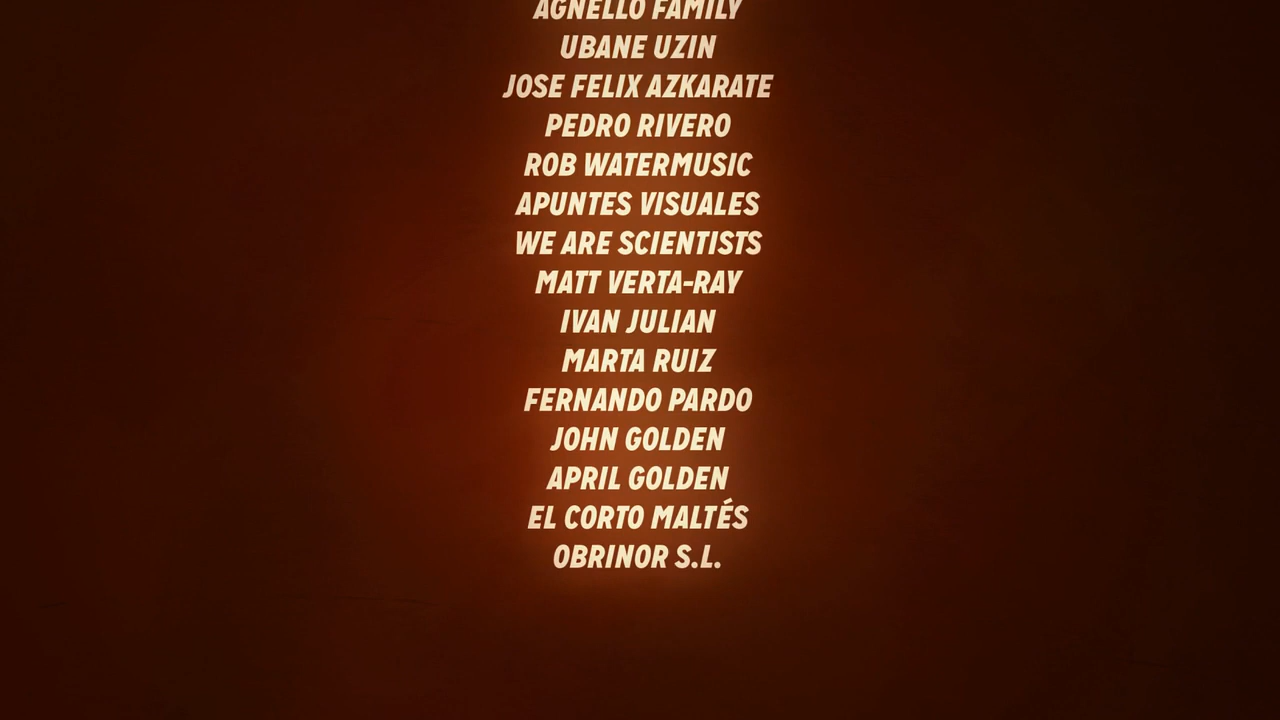 AGNELLO FAMILY
UBANE UZIN
JOSE FELIX AZKARATE
PEDRO RIVERO
ROB WATERMUSIC
APUNTES VISUALES
WE ARE SCIENTISTS
MATT VERTA-RAY
IVAN JULIAN
MARTA RUIZ
FERNANDO PARDO
JOHN GOLDEN
APRIL GOLDEN
EL CORTO MALTÉS
OBRINOR S.L.